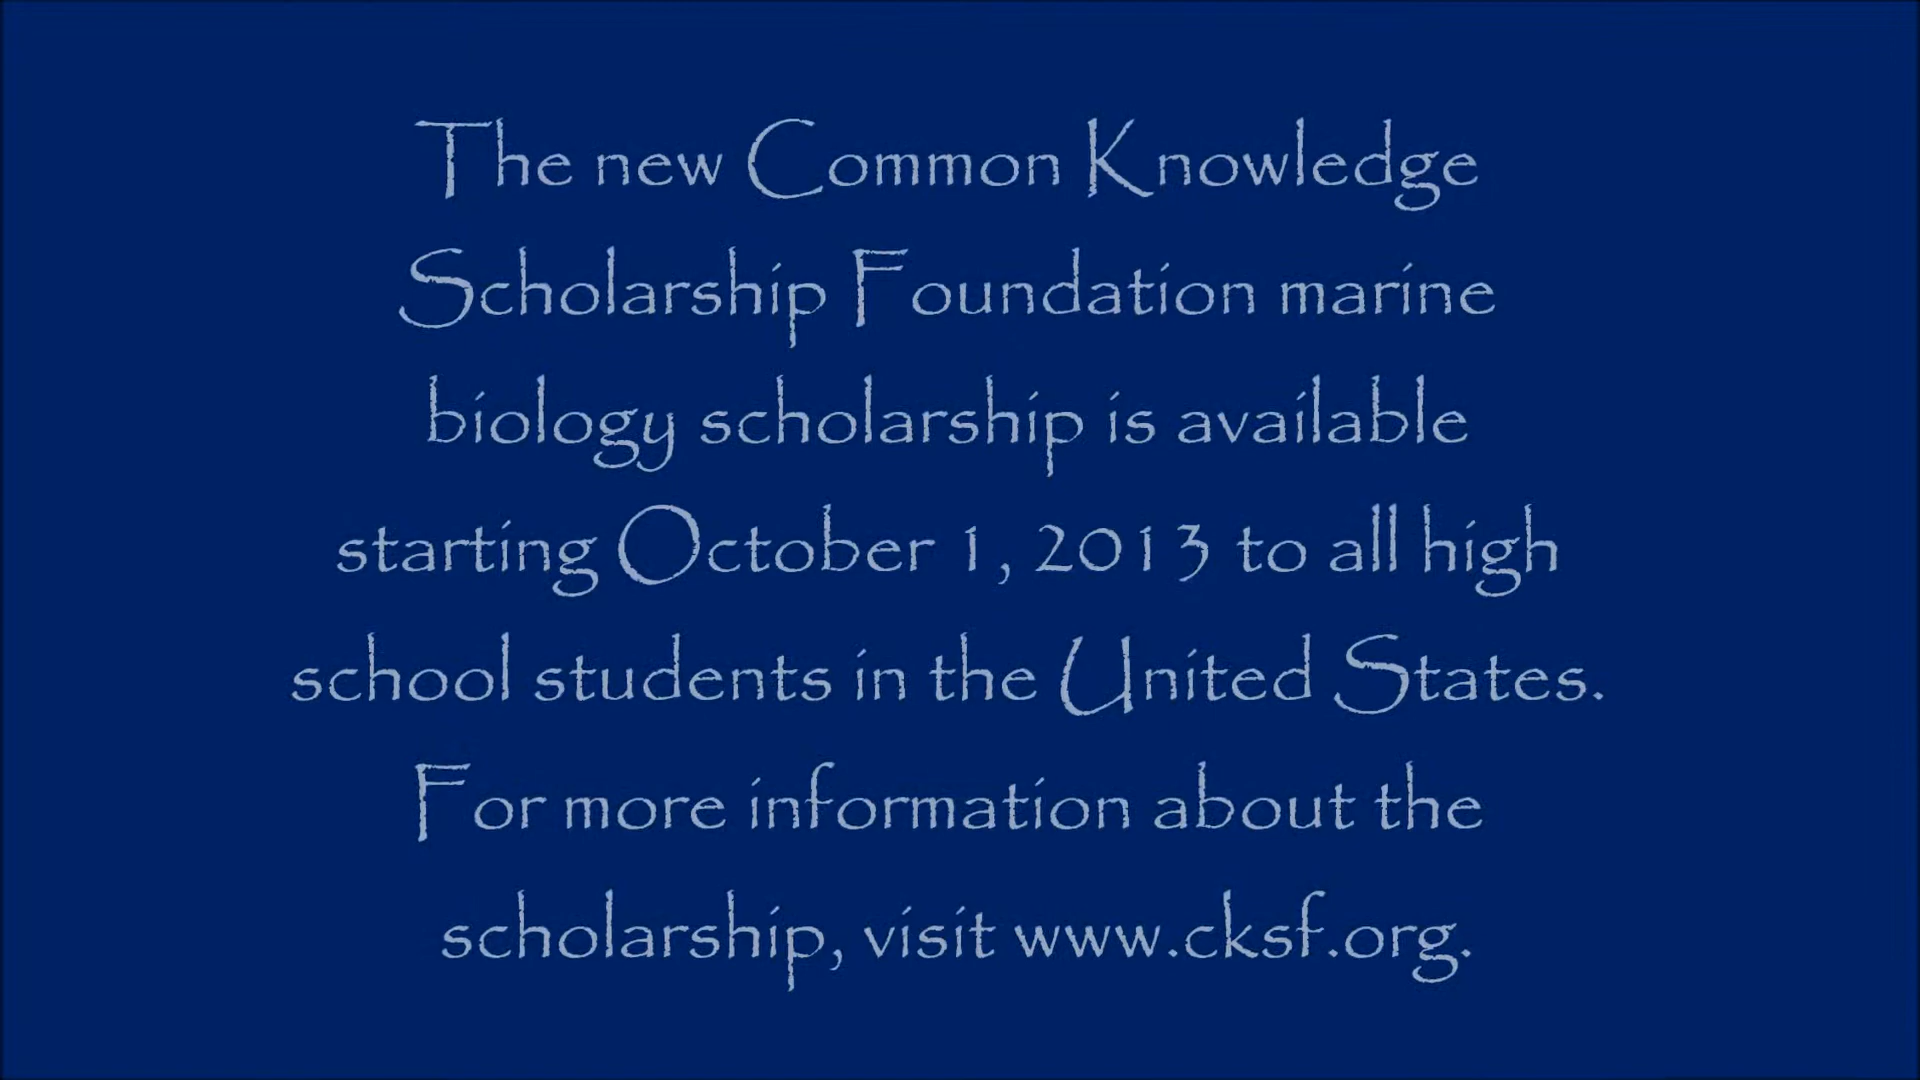 The new Common Knowledge
Scholarship Foundation marine
biology scholarship is available
starting October 1, 2013 to all high
school students in the United States.
For more information about the
scholarship, visit www.cksf.org.